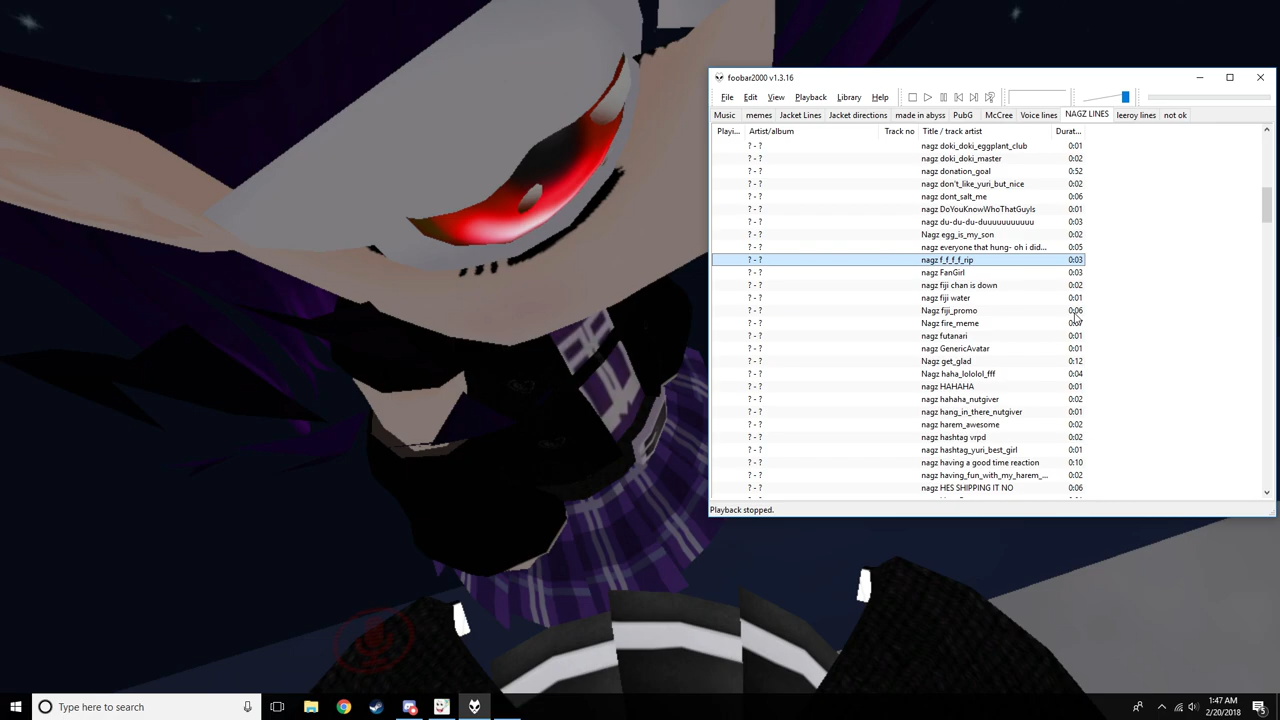 foobar2000 v1.3.16
File Edit View Playback Library Help
Music memes Jacket Lines Jacket directions made in abyss PubG McCree Voice lines NAGZ LINES leeroy lines not ok
Playi... Artist/album Track no Title / track artist Durat...
? - ? nagz doki_doki_eggplant_club 0:01
? - ? nagz doki_doki_master 0:02
? - ? nagz donation_goal 0:52
? - ? nagz don't_like_yuri_but_nice 0:02
? - ? nagz dont_salt_me 0:06
? - ? nagz DoYouKnowWhoThatGuyIs 0:01
? - ? nagz du-du-du-duuuuuuuuuuu 0:03
? - ? Nagz egg_is_my_son 0:02
? - ? nagz everyone that hung- oh i did... 0:05
? - ? nagz f_f_f_f_rip 0:03
? - ? nagz FanGirl 0:03
? - ? nagz fiji chan is down 0:02
? - ? nagz fiji water 0:01
? - ? Nagz fiji_promo 0:06
? - ? Nagz fire_meme
? - ? nagz futanari 0:01
? - ? nagz GenericAvatar 0:01
? - ? Nagz get_glad 0:12
? - ? nagz haha_lololol_fff 0:04
? - ? nagz HAHAHA 0:01
? - ? nagz hahaha_nutgiver 0:02
? - ? nagz hang_in_there_nutgiver 0:01
? - ? nagz harem_awesome 0:02
? - ? nagz hashtag vrpd 0:02
? - ? nagz hashtag_yuri_best_girl 0:01
? - ? nagz having a good time reaction 0:10
? - ? nagz having_fun_with_my_harem_... 0:02
? - ? nagz HES SHIPPING IT NO 0:06
Playback stopped.
Type here to search
1:47 AM
2/20/2018
5